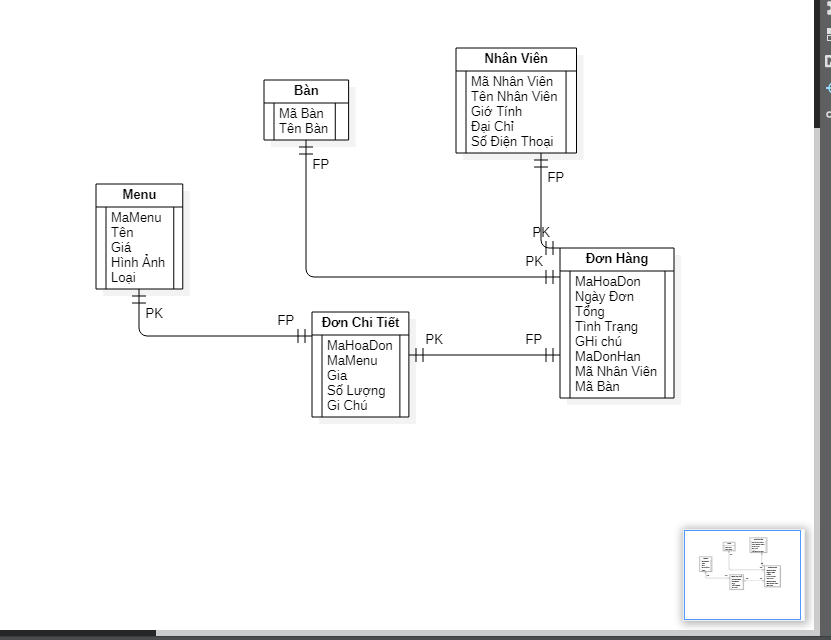 Nhân Viên
Mã Nhân Viên
Tên Nhân Viên
Giớ Tính
Đại Chỉ
Số Điện Thoại
FP
PK
Bàn
Mã Bàn
Tên Bàn
FP
PK
Menu
MaMenu
Tên
Giá
Hình Ảnh
Loại
PK
FP
Đơn Chi Tiết
MaHoaDon
MaMenu
Gia
Số Lượng
Gi Chú
PK
FP
Đơn Hàng
MaHoaDon
Ngày Đơn
Tổng
Tình Trạng
GHi chú
MaDonHan
Mã Nhân Viên
Mã Bàn